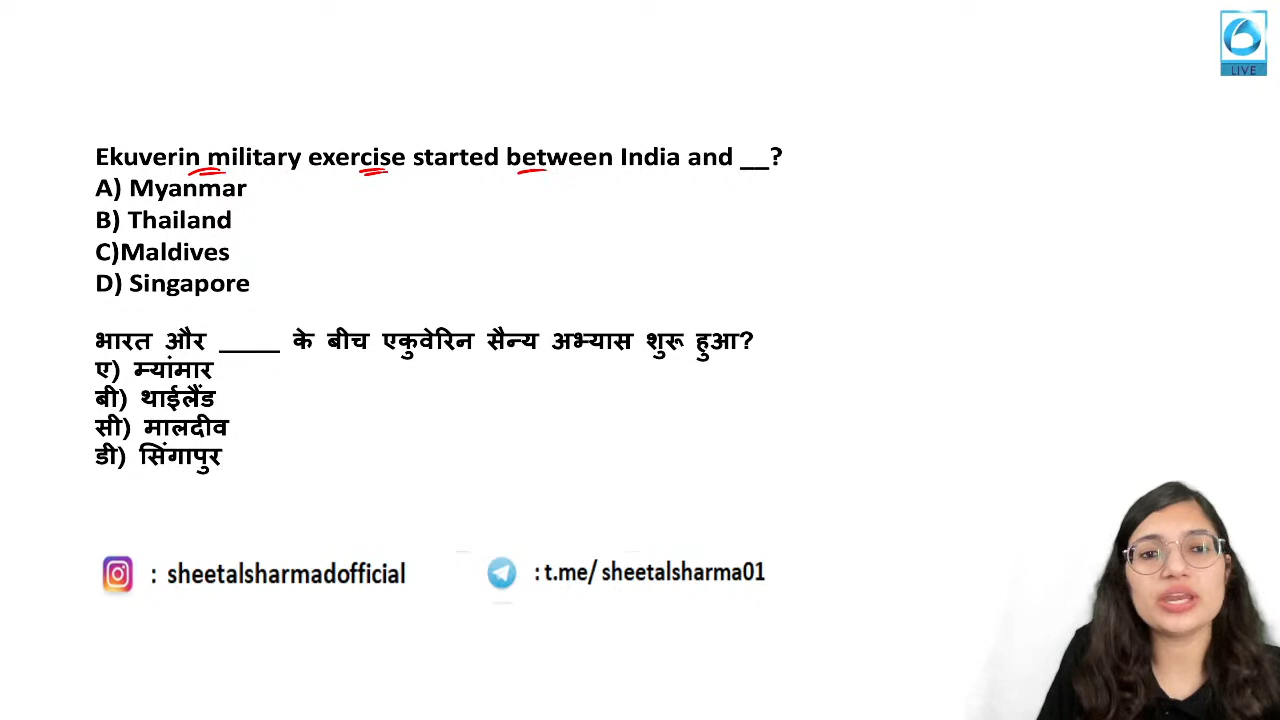 LIVE
Ekuverin military exercise started between India and __?
A) Myanmar
B) Thailand
C)Maldives
D) Singapore
भारत और _____ के बीच एकुवेरिन सैन्य अभ्यास शुरू हुआ?
ए) म्यांमार
बी) थाईलैंड
सी) मालदीव
डी) सिंगापुर
: sheetalsharmadofficial
: t.me/ sheetalsharma01